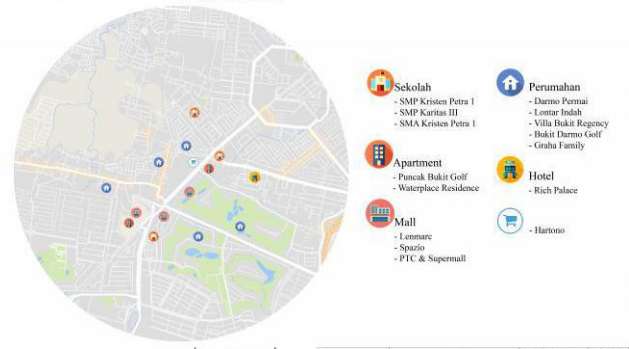 Sekolah
- SMP Kristen Petra 1
- SMP Karitas III
- SMA Kristen Petra 1
Apartment
- Puncak Bukit Golf
- Waterplace Residence
Mall
- Lenmarc
- Spazio
- PTC & Supermall
Perumahan
- Darmo Permai
- Lontar Indah
- Villa Bukit Regency
- Bukit Darmo Golf
- Graha Family
Hotel
- Rich Palace
- Hartono